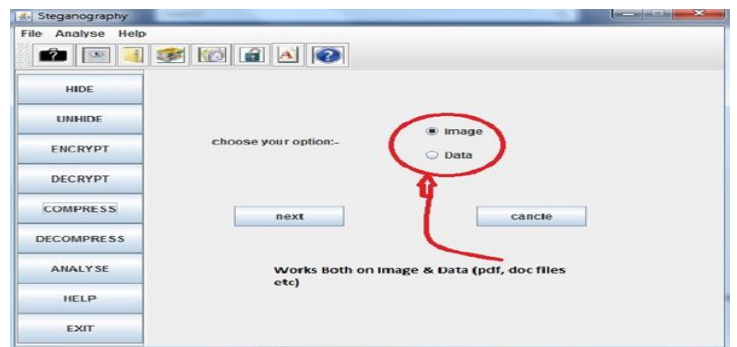 Steganography
File Analyse Help
A
?
HIDE
UNHIDE
ENCRYPT
DECRYPT
COMPRESS
DECOMPRESS
ANALYSE
HELP
EXIT
choose your option:-
Image
Data
next
cancle
Works Both on Image & Data (pdf, doc files
etc)